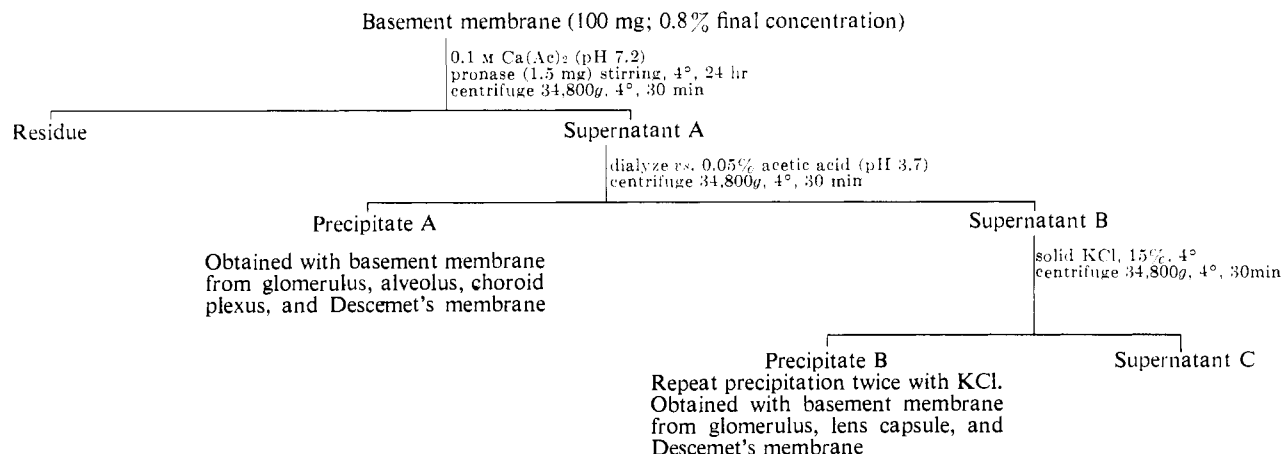 Basement membrane (100 mg; 0.8% final concentration)
0.1 M Ca(Ac)2 (pH 7.2)
pronase (1.5 mg) stirring, 4°, 24 hr
centrifuge 34,800g, 4°, 30 min
Residue
Supernatant A
dialyze vs. 0.05% acetic acid (pH 3.7)
centrifuge 34,800g, 4°, 30 min
Precipitate A
Supernatant B
Obtained with basement membrane
from glomerulus, alveolus, choroid
plexus, and Descemet's membrane
solid KCl, 15%, 4°
centrifuge 34,800g, 4°, 30min
Precipitate B
Supernatant C
Repeat precipitation twice with KCl.
Obtained with basement membrane
from glomerulus, lens capsule, and
Descemet's membrane